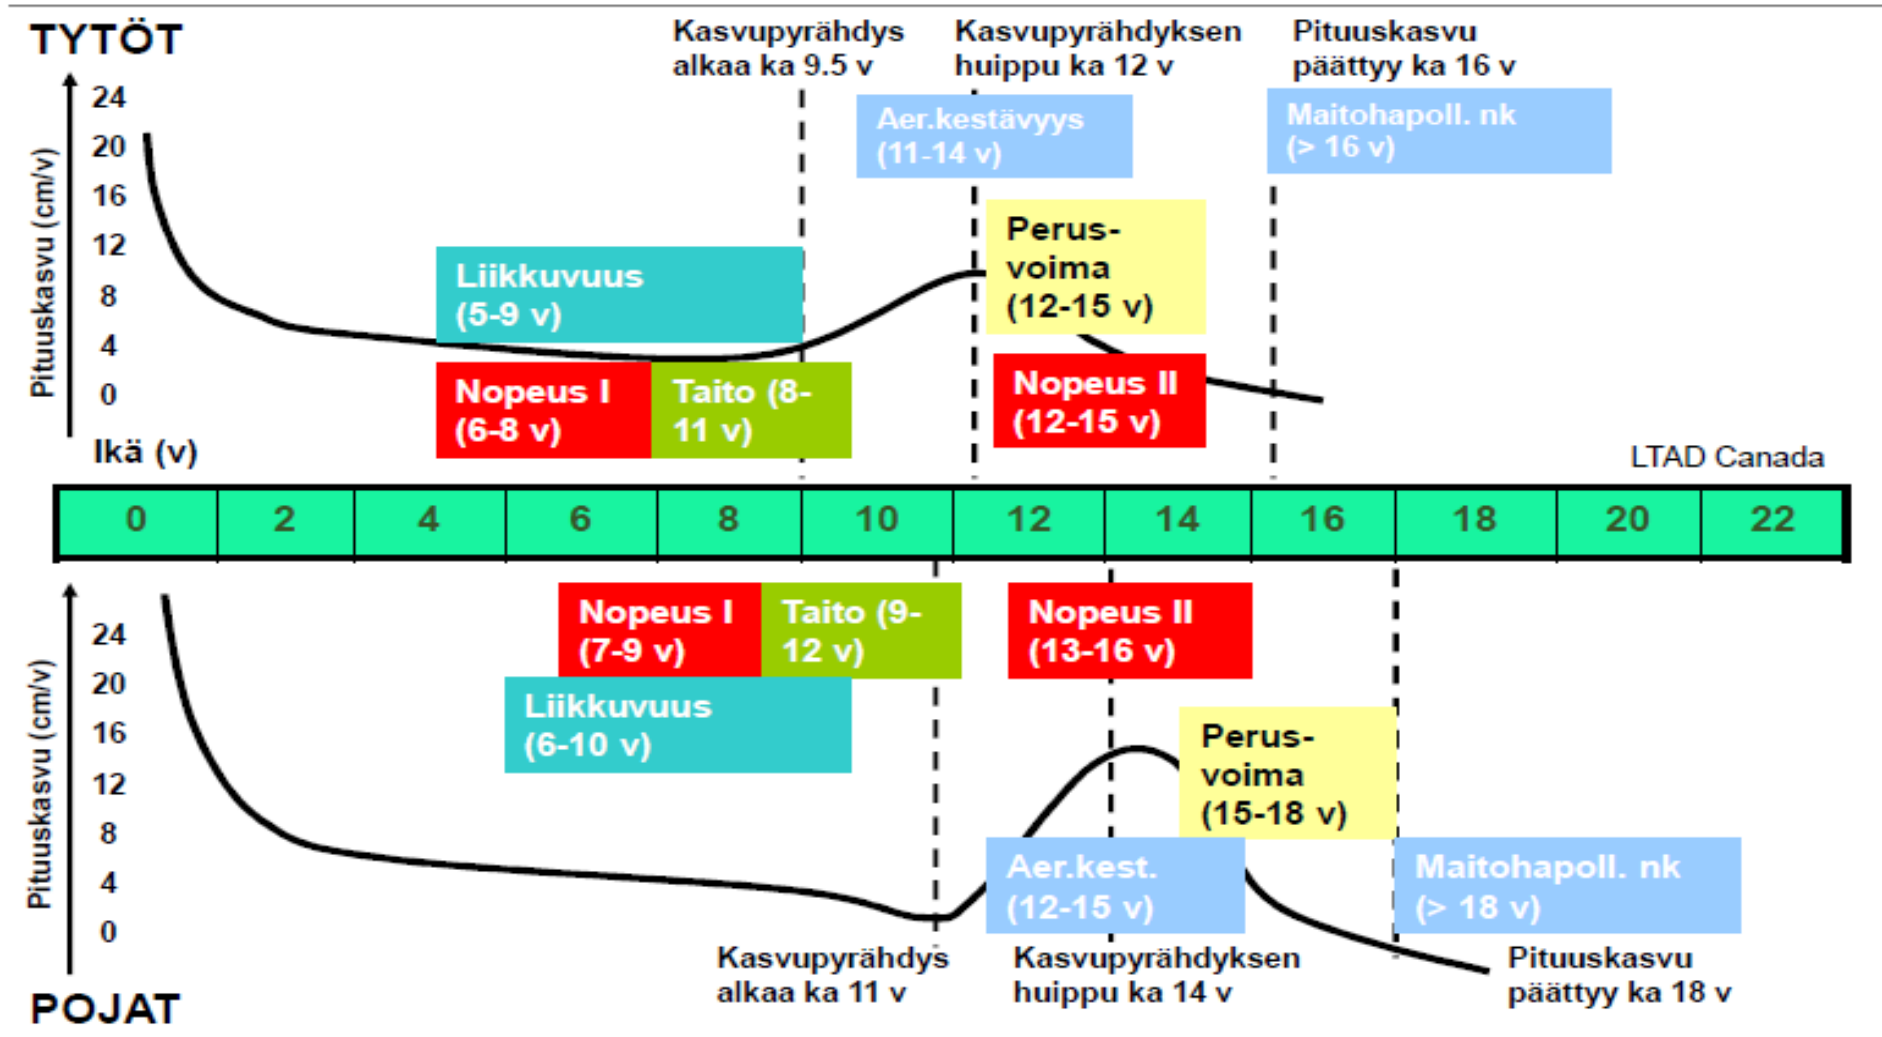 TYTÖT
Kasvupyrähdys
alkaa ka 9.5 v
Kasvupyrähdyksen
huippu ka 12 v
Pituuskasvu
päättyy ka 16 v
Pituuskasvu (cm/v)
24
20
16
12
8
4
0
Aer.kestävyys
(11-14 v)
Maitohapoll. nk
(> 16 v)
Perus-
voima
(12-15 v)
Liikkuvuus
(5-9 v)
Nopeus I
(6-8 v)
Taito (8-
11 v)
Nopeus II
(12-15 v)
Ikä (v)
LTAD Canada
0 2 4 6 8 10 12 14 16 18 20 22
Pituuskasvu (cm/v)
24
20
16
12
8
4
0
Nopeus I
(7-9 v)
Taito (9-
12 v)
Nopeus II
(13-16 v)
Liikkuvuus
(6-10 v)
Perus-
voima
(15-18 v)
Aer.kest.
(12-15 v)
Maitohapoll. nk
(> 18 v)
Kasvupyrähdys
alkaa ka 11 v
Kasvupyrähdyksen
huippu ka 14 v
Pituuskasvu
päättyy ka 18 v
POJAT